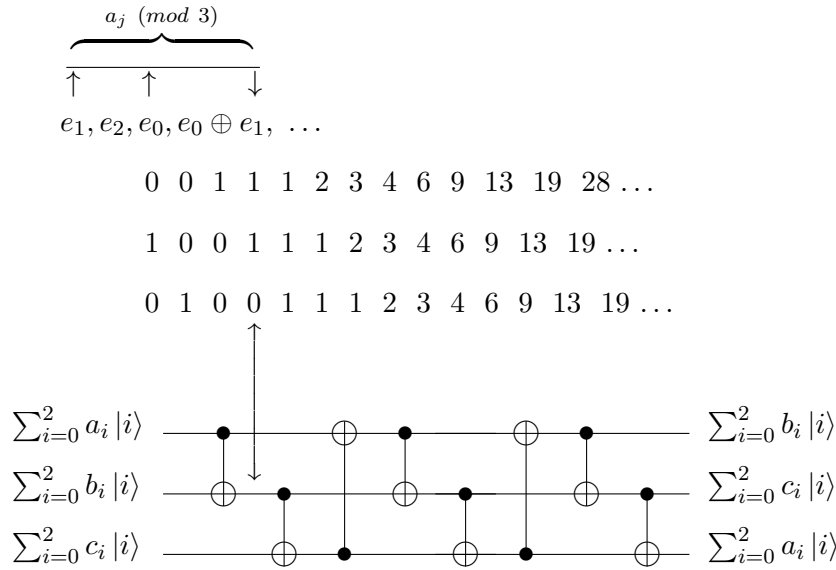 a_j (mod 3)
e_1, e_2, e_0, e_0 ⊕ e_1, …
0 0 1 1 1 2 3 4 6 9 13 19 28 …
1 0 0 1 1 1 2 3 4 6 9 13 19 …
0 1 0 0 1 1 1 2 3 4 6 9 13 19 …
∑_{i=0}^{2} a_i |i⟩ ∑_{i=0}^{2} b_i |i⟩
∑_{i=0}^{2} b_i |i⟩ ∑_{i=0}^{2} c_i |i⟩
∑_{i=0}^{2} c_i |i⟩ ∑_{i=0}^{2} a_i |i⟩